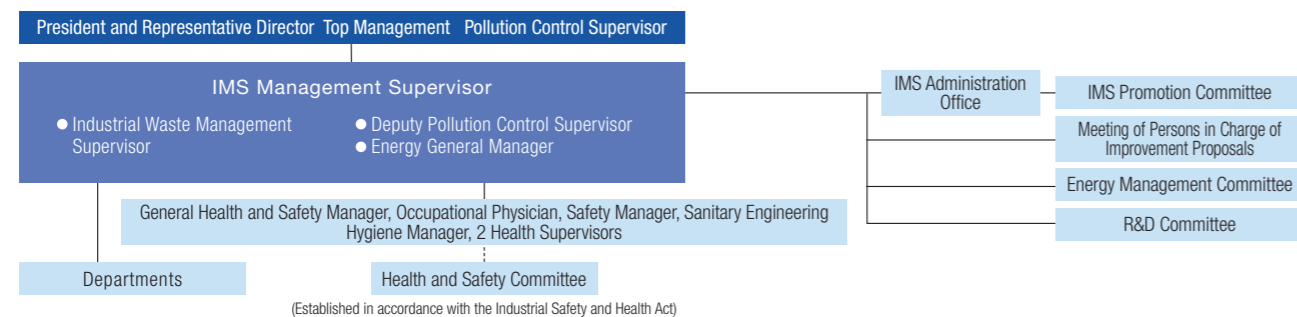 President and Representative Director Top Management Pollution Control Supervisor
IMS Management Supervisor
● Industrial Waste Management
Supervisor
● Deputy Pollution Control Supervisor
● Energy General Manager
IMS Administration
Office
IMS Promotion Committee
Meeting of Persons in Charge of
Improvement Proposals
Energy Management Committee
R&D Committee
General Health and Safety Manager, Occupational Physician, Safety Manager, Sanitary Engineering
Hygiene Manager, 2 Health Supervisors
Departments
Health and Safety Committee
(Established in accordance with the Industrial Safety and Health Act)